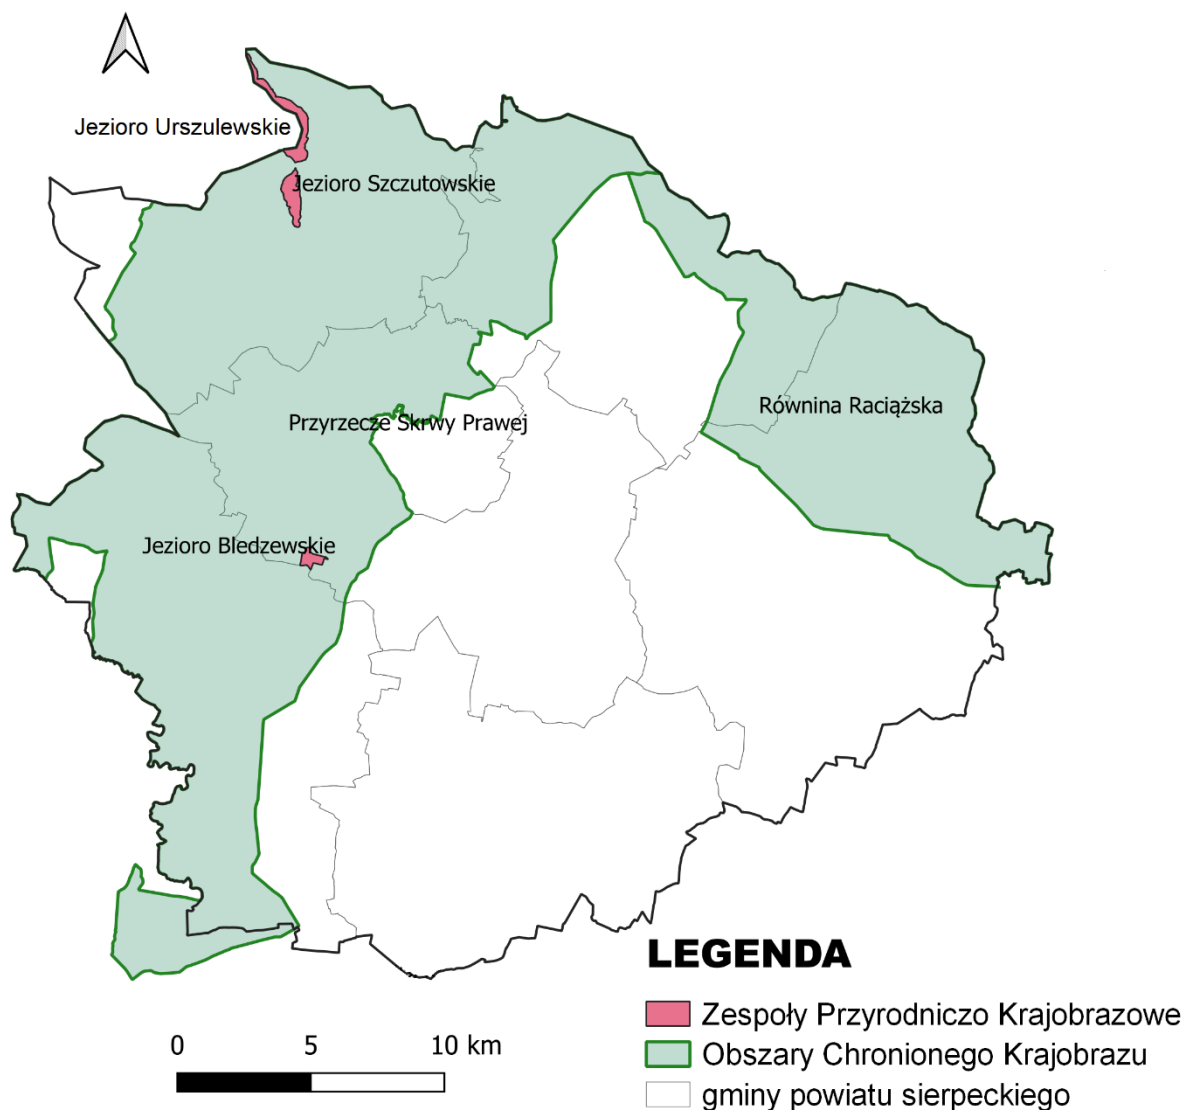 Jezioro Urszulewskie
Jezioro Szczutowskie
Równina Raciąžska
Przyrzecze Skrwy Prawej
Jezioro Bledzewskie
LEGENDA
Zespoły Przyrodniczo Krajobrazowe
Obszary Chronionego Krajobrazu
gminy powiatu sierpeckiego
0 5 10 km